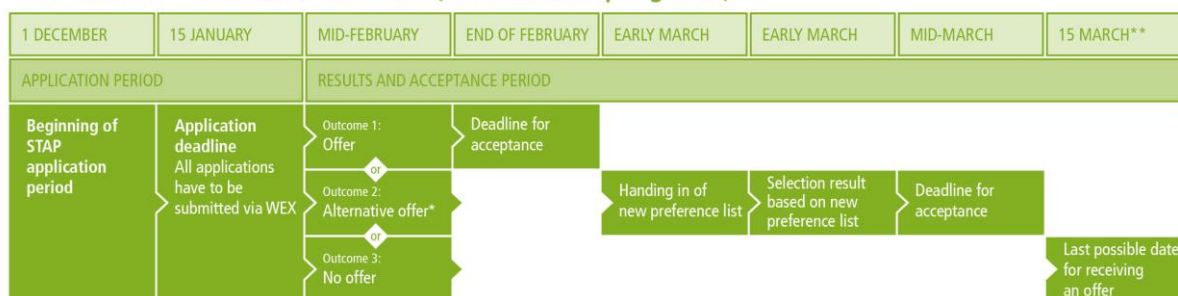 1 DECEMBER
15 JANUARY
MID-FEBRUARY
END OF FEBRUARY
EARLY MARCH
EARLY MARCH
MID-MARCH
15 MARCH**
APPLICATION PERIOD
RESULTS AND ACCEPTANCE PERIOD
Beginning of
STAP
application
period
Application
deadline
All applications
have to be
submitted via WEX
Outcome 1:
Offer
or
Outcome 2:
Alternative offer*
or
Outcome 3:
No offer
Deadline for
acceptance
Handing in of
new preference list
Selection result
based on new
preference list
Deadline for
acceptance
Last possible date
for receiving
an offer